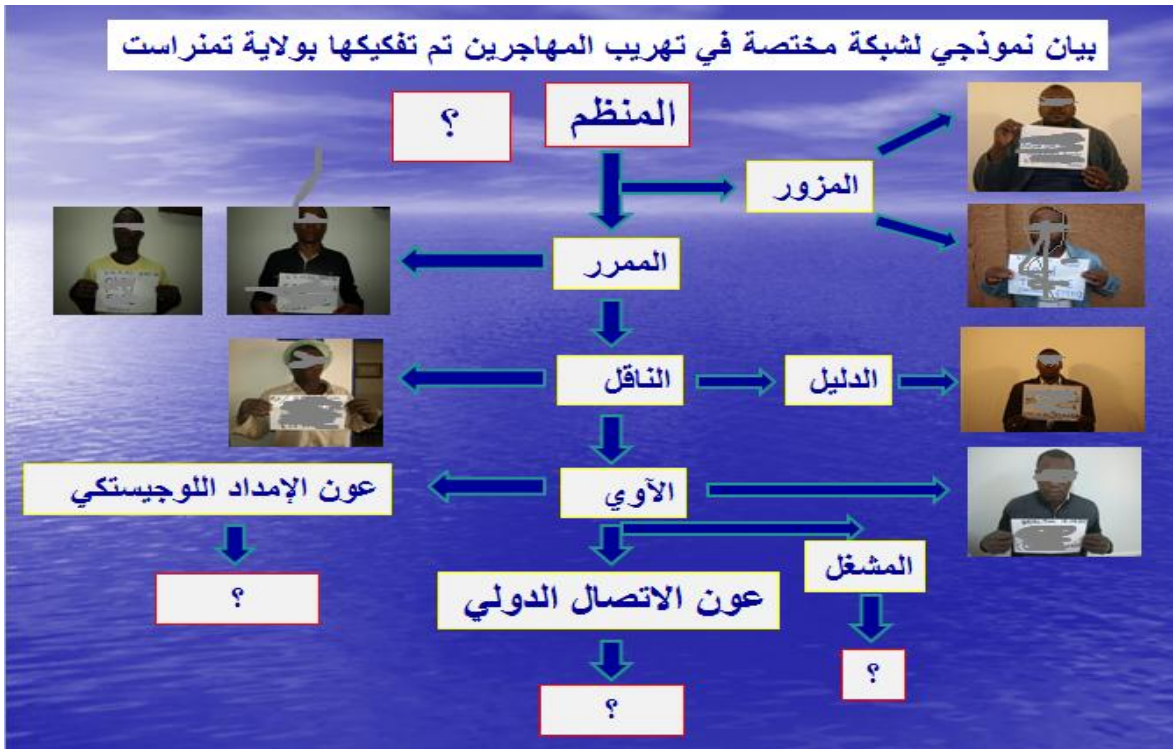 بيان نموذجي لشبكة مختصة في تهريب المهاجرين تم تفكيكها بولاية تمنراست
المنظم
؟
المزور
الممرر
الناقل
الدليل
الآوي
عون الإمداد اللوجيستكي
المشغل
؟
عون الاتصال الدولي
؟
؟